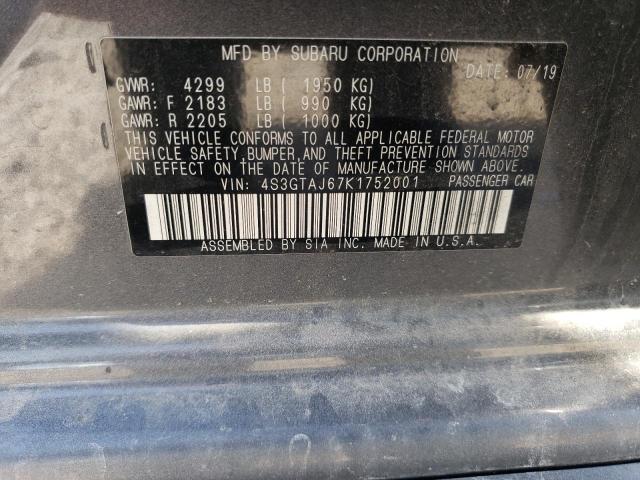 MFD BY SUBARU CORPORATION
DATE: 07/19
GVWR: 4299 LB ( 1950 KG)
GAWR: F 2183 LB ( 990 KG)
GAWR: R 2205 LB ( 1000 KG)
THIS VEHICLE CONFORMS TO ALL APPLICABLE FEDERAL MOTOR
VEHICLE SAFETY, BUMPER, AND THEFT PREVENTION STANDARDS
IN EFFECT ON THE DATE OF MANUFACTURE SHOWN ABOVE.
VIN: 4S3GTAJ67K1752001 PASSENGER CAR
ASSEMBLED BY SIA INC. MADE IN U.S.A.